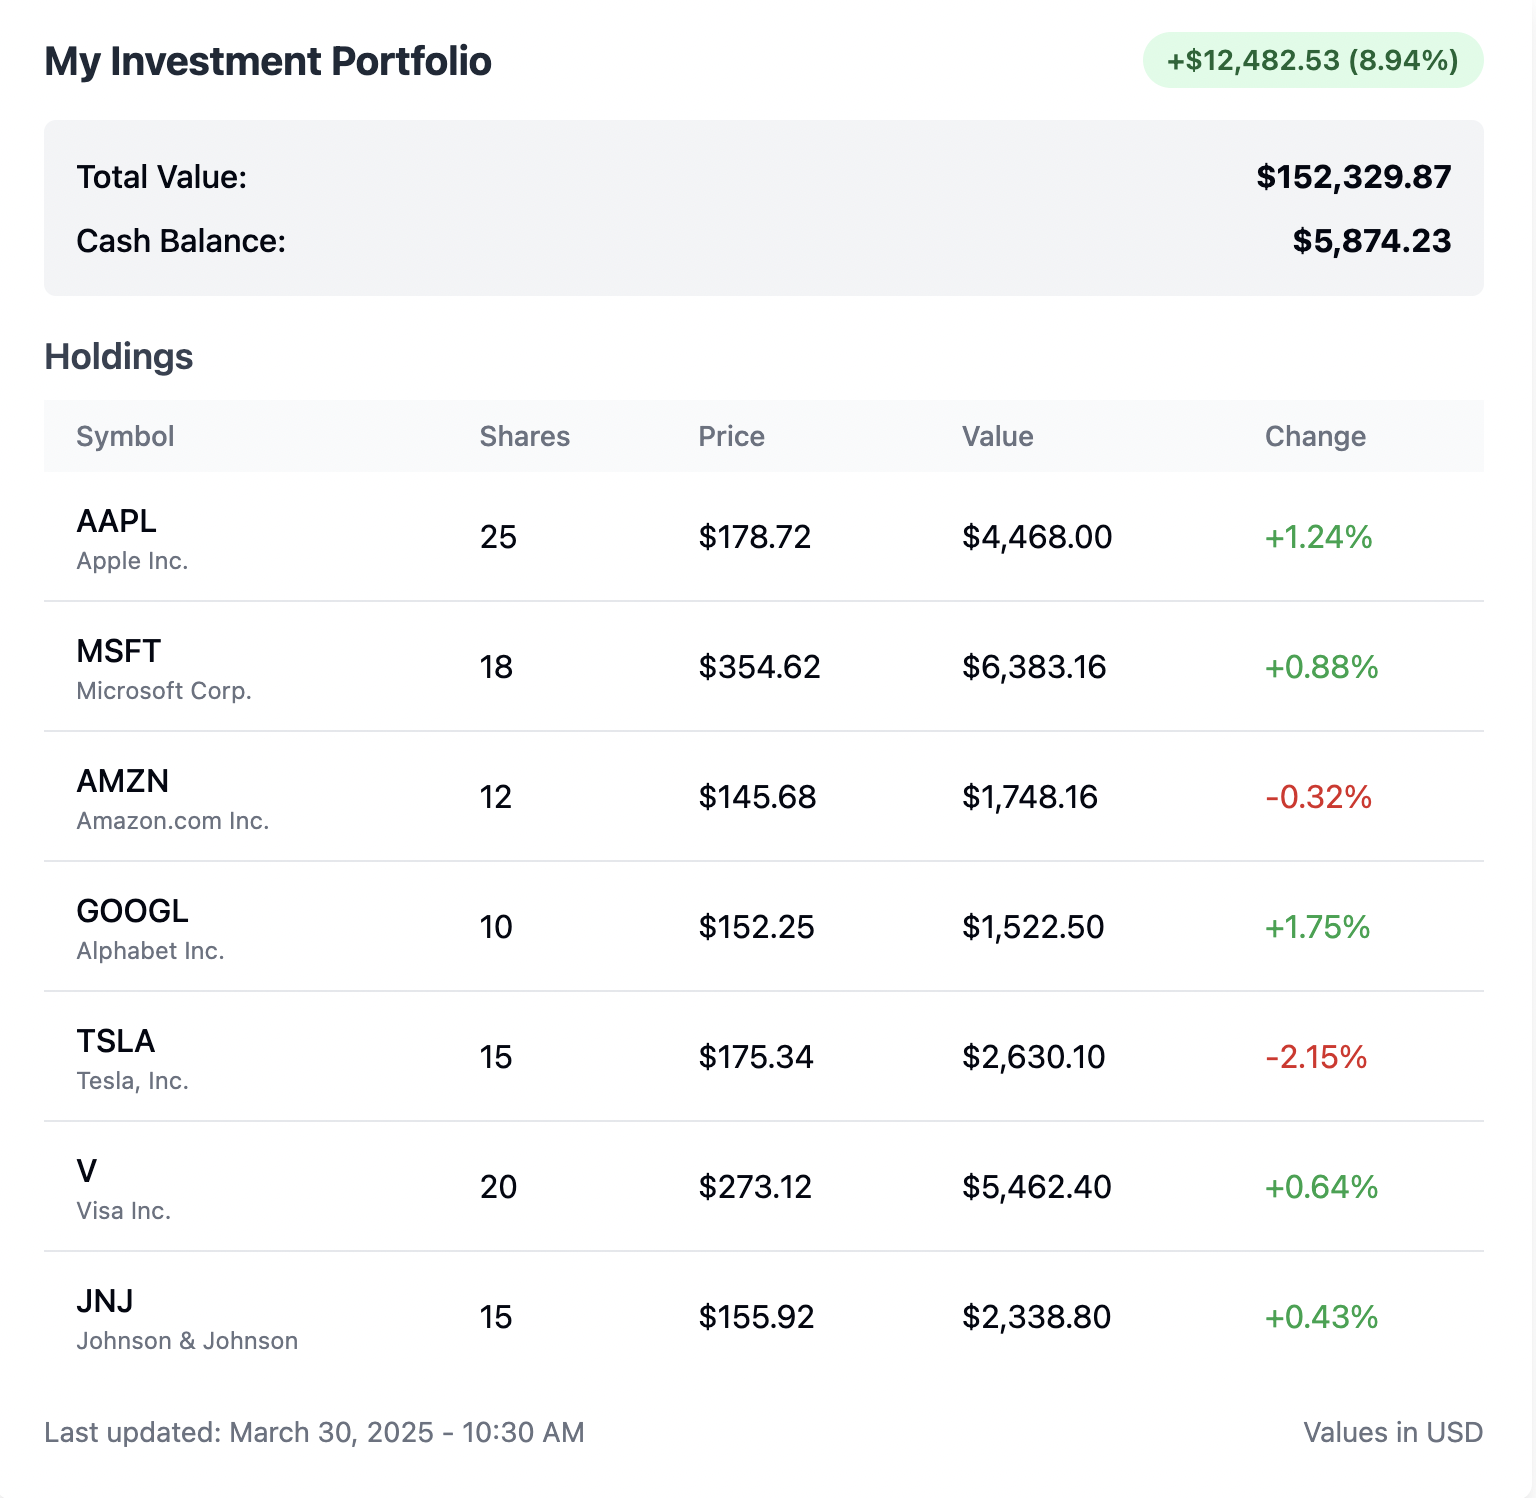 My Investment Portfolio +$12,482.53 (8.94%)
Total Value: $152,329.87
Cash Balance: $5,874.23
Holdings
Symbol Shares Price Value Change
AAPL
Apple Inc.
25 $178.72 $4,468.00 +1.24%
MSFT
Microsoft Corp.
18 $354.62 $6,383.16 +0.88%
AMZN
Amazon.com Inc.
12 $145.68 $1,748.16 -0.32%
GOOGL
Alphabet Inc.
10 $152.25 $1,522.50 +1.75%
TSLA
Tesla, Inc.
15 $175.34 $2,630.10 -2.15%
V
Visa Inc.
20 $273.12 $5,462.40 +0.64%
JNJ
Johnson & Johnson
15 $155.92 $2,338.80 +0.43%
Last updated: March 30, 2025 - 10:30 AM Values in USD